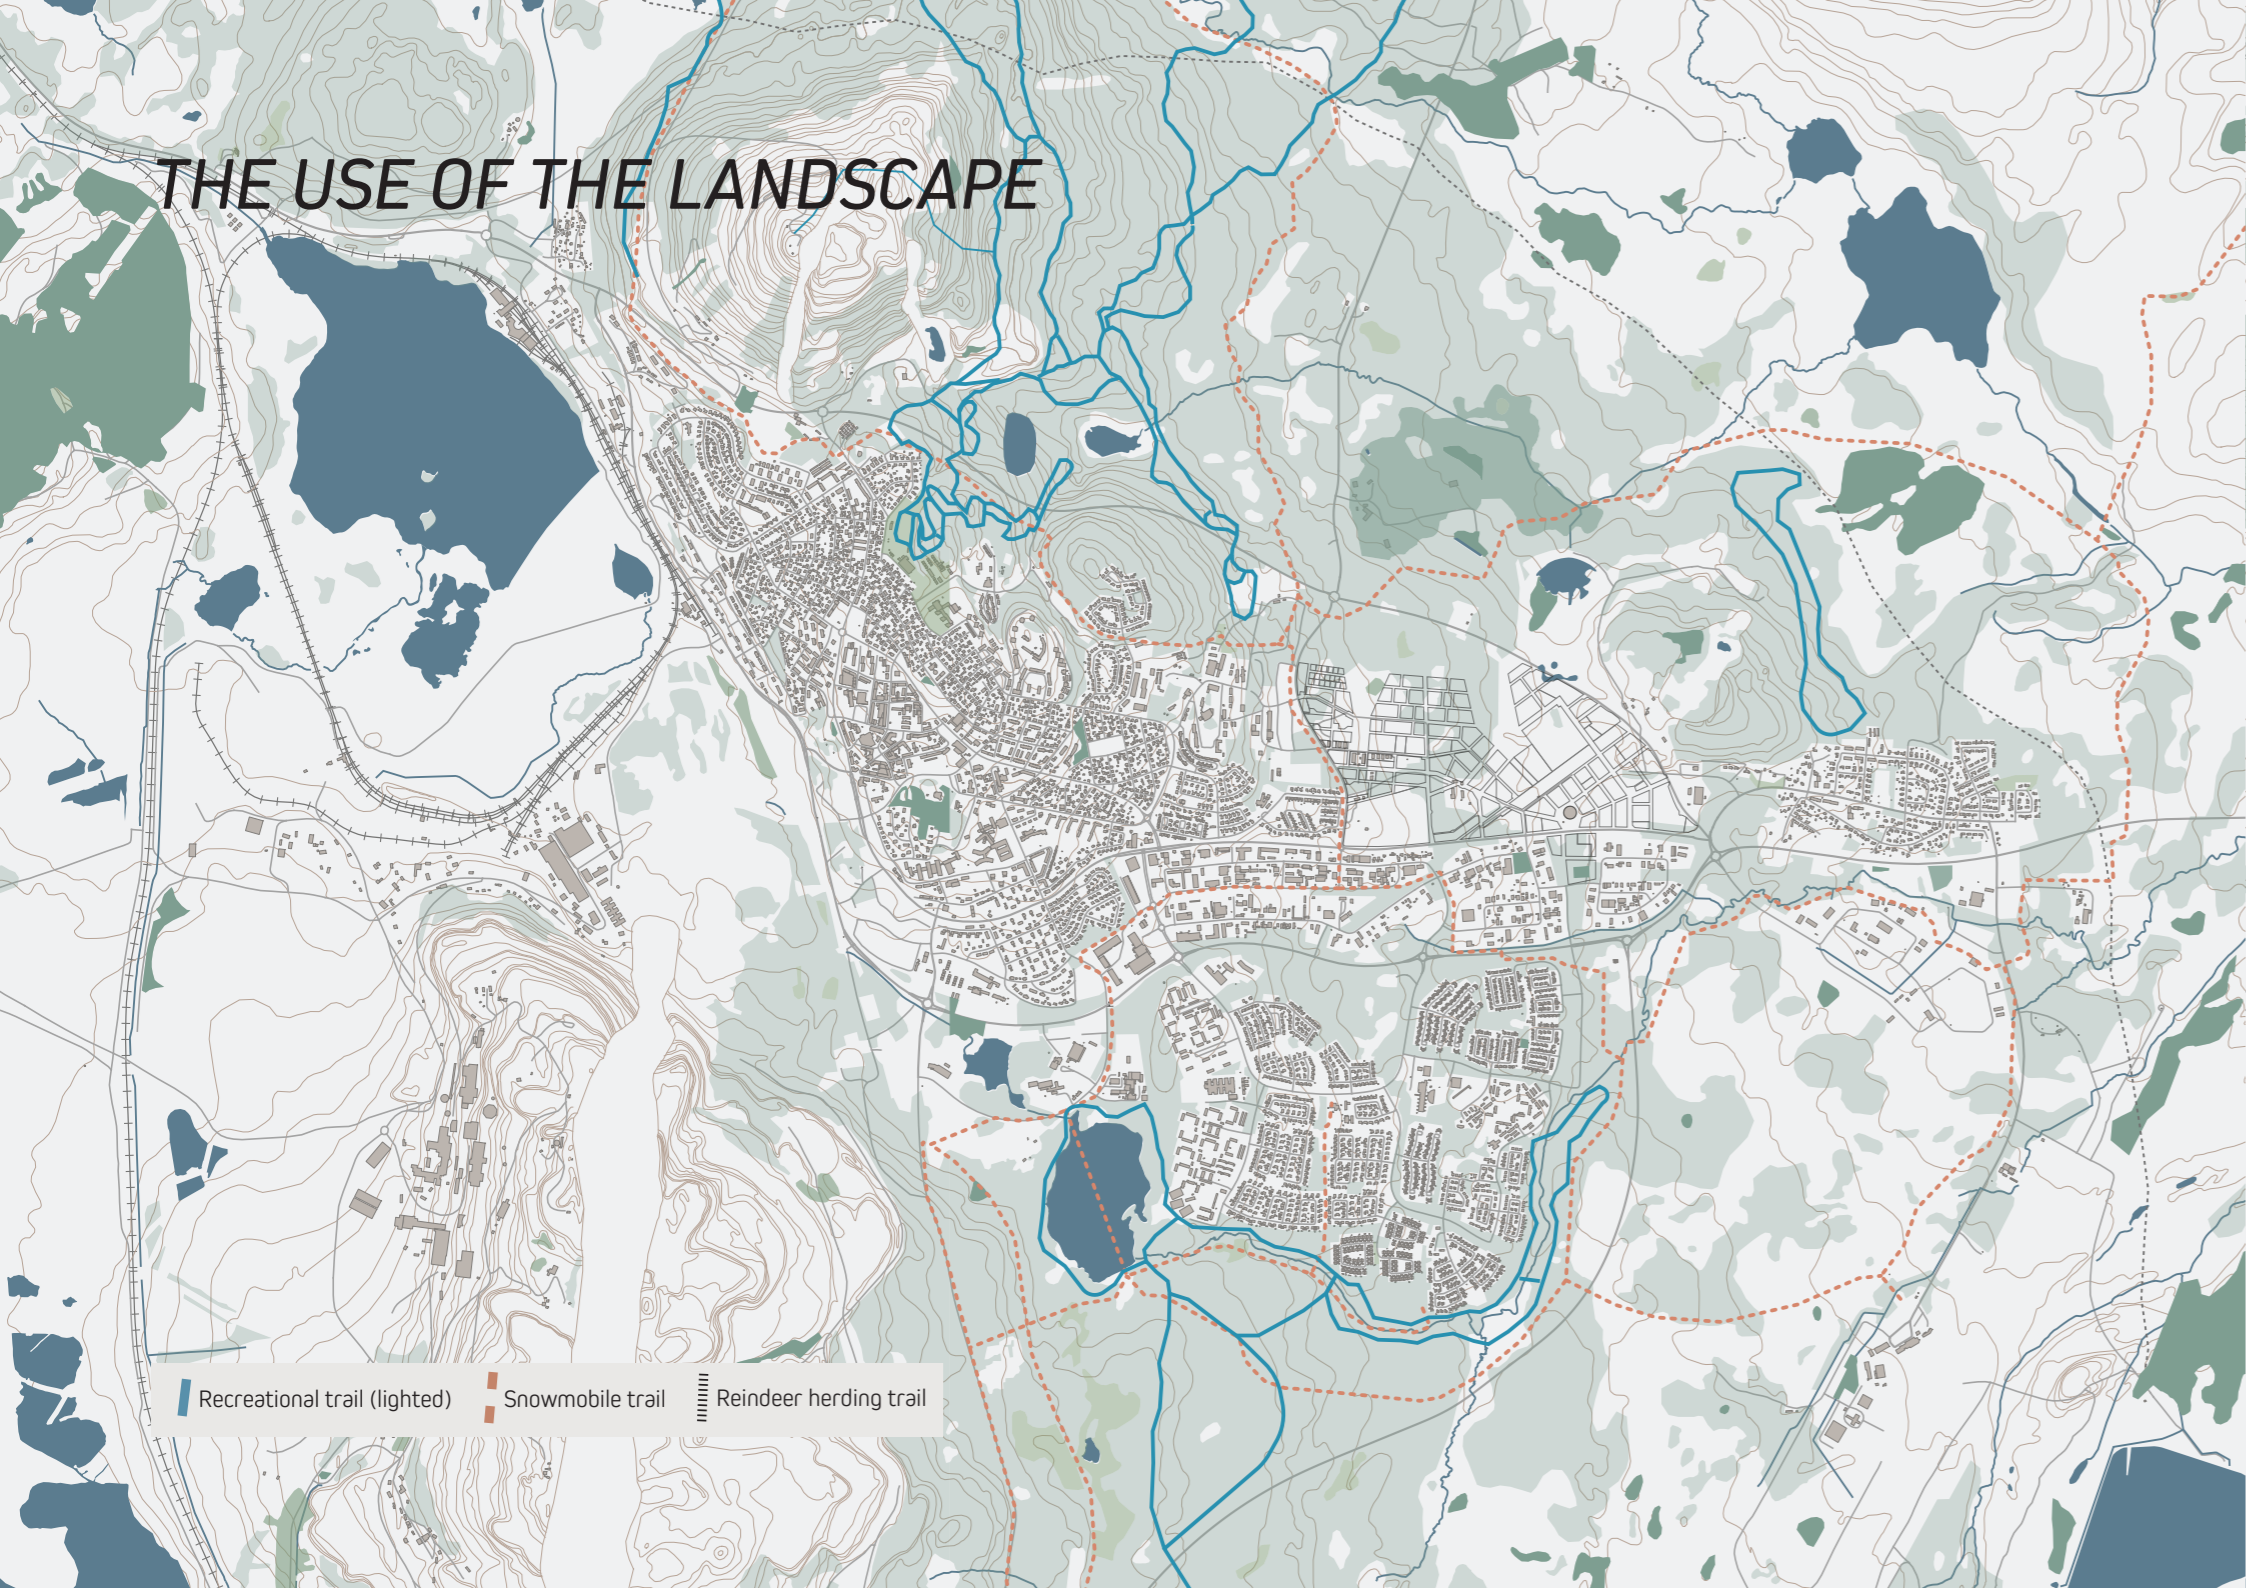 THE USE OF THE LANDSCAPE
Recreational trail (lighted) Snowmobile trail Reindeer herding trail